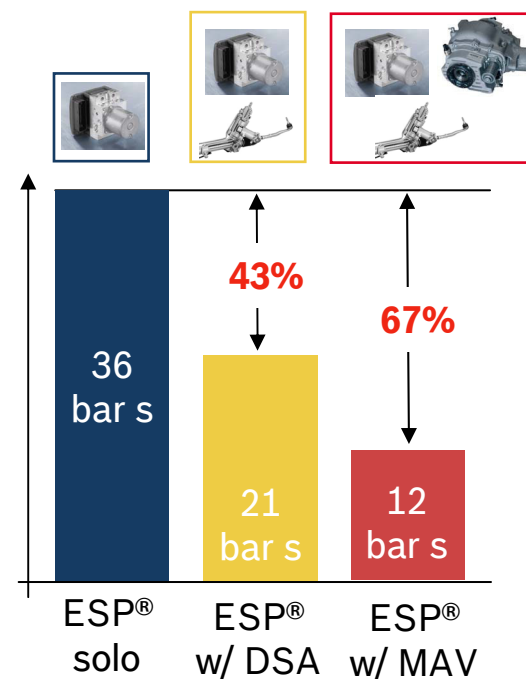 43%
67%
36
bar s
21
bar s
12
bar s
ESP®
solo
ESP®
w/ DSA
ESP®
w/ MAV